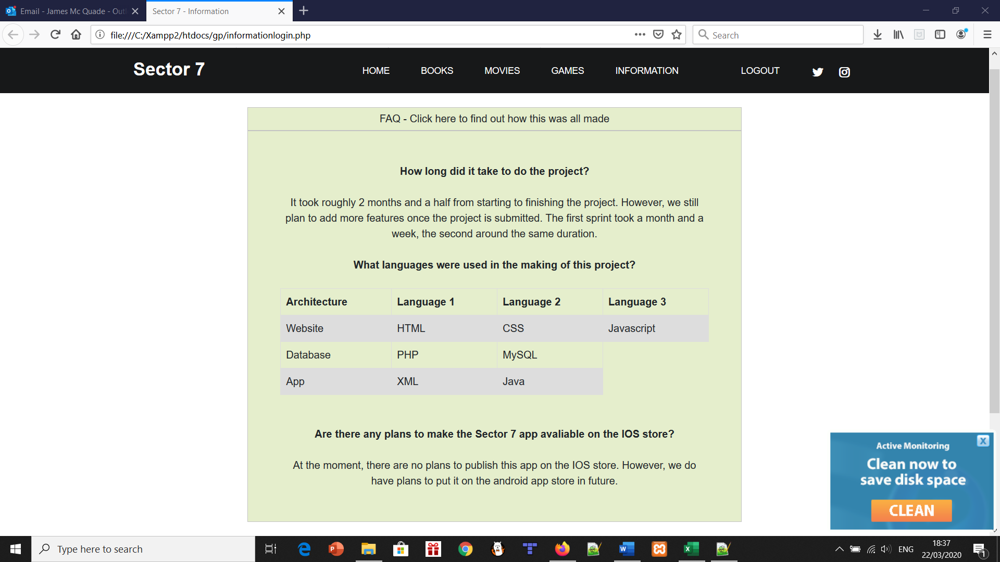 Email - James Mc Quade - Outl
Sector 7 - Information
file:///C:/Xampp2/htdocs/gp/informationlogin.php
Search
Sector 7
HOME BOOKS MOVIES GAMES INFORMATION LOGOUT
FAQ - Click here to find out how this was all made
How long did it take to do the project?
It took roughly 2 months and a half from starting to finishing the project. However, we still
plan to add more features once the project is submitted. The first sprint took a month and a
week, the second around the same duration.
What languages were used in the making of this project?
Architecture Language 1 Language 2 Language 3
Website HTML CSS Javascript
Database PHP MySQL
App XML Java
Are there any plans to make the Sector 7 app avaliable on the IOS store?
At the moment, there are no plans to publish this app on the IOS store. However, we do
have plans to put it on the android app store in future.
X
Active Monitoring
Clean now to
save disk space
CLEAN
Type here to search
ENG
18:37
22/03/2020
1